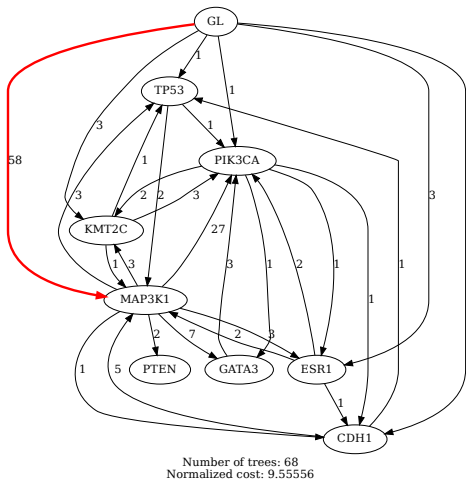 GL
1
TP53
3
1
1
58
PIK3CA
3
1
2
2
3
3
KMT2C
27
1
3
3
1
2
1
MAP3K1
1
2
7
2
3
PTEN
GATA3
ESR1
1
5
1
CDH1
Number of trees: 68
Normalized cost: 9.55556